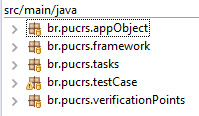 src/main/java
br.pucrs.appObject
br.pucrs.framework
br.pucrs.tasks
br.pucrs.testCase
br.pucrs.verificationPoints